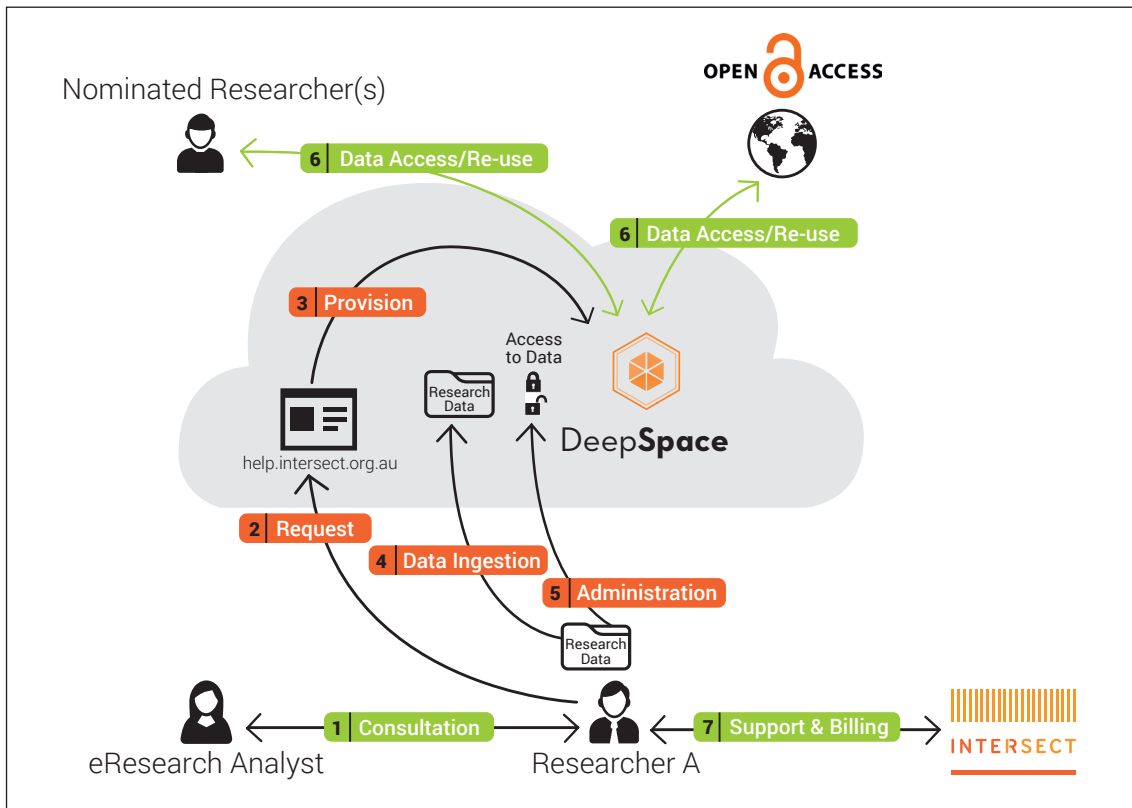 OPEN ACCESS
Nominated Researcher(s)
6 Data Access/Re-use
6 Data Access/Re-use
3 Provision
Access
to Data
Research
Data
DeepSpace
help.intersect.org.au
2 Request
4 Data Ingestion
5 Administration
Research
Data
1 Consultation
7 Support & Billing
INTERSECT
eResearch Analyst
Researcher A